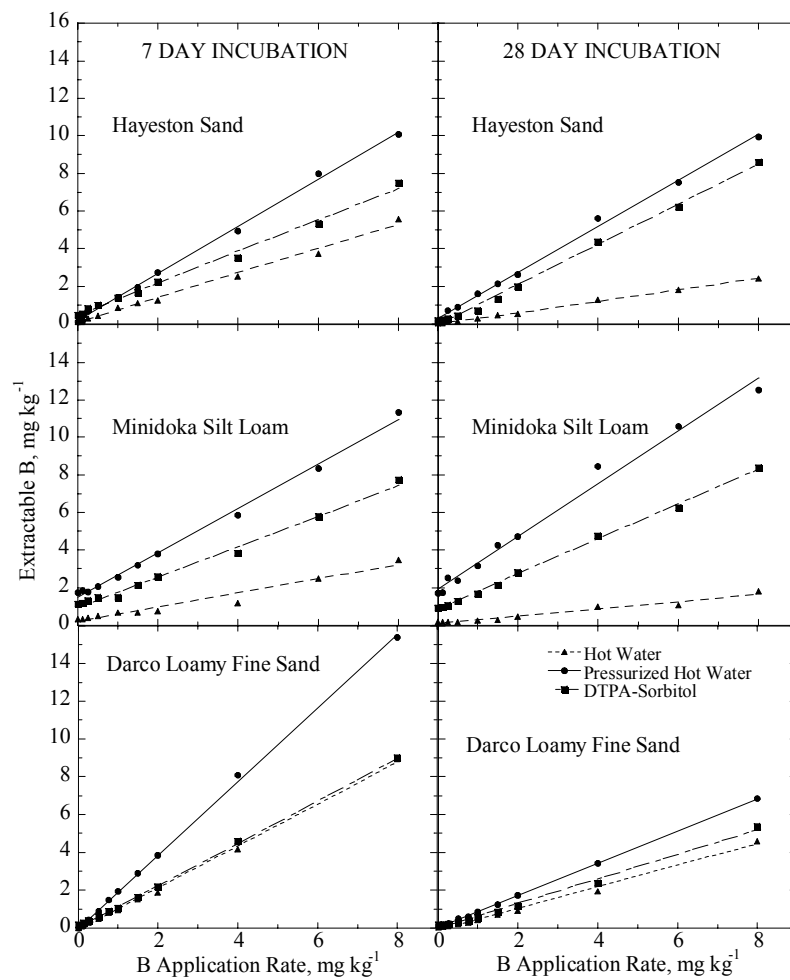 7 DAY INCUBATION
28 DAY INCUBATION
16
14
12
10
8
6
4
2
0
Hayeston Sand
Hayeston Sand
Extractable B, mg kg⁻¹
14
12
10
8
6
4
2
0
Minidoka Silt Loam
Minidoka Silt Loam
14
12
10
8
6
4
2
0
Darco Loamy Fine Sand
Hot Water
Pressurized Hot Water
DTPA-Sorbitol
Darco Loamy Fine Sand
0 2 4 6 8
0 2 4 6 8
B Application Rate, mg kg⁻¹
B Application Rate, mg kg⁻¹